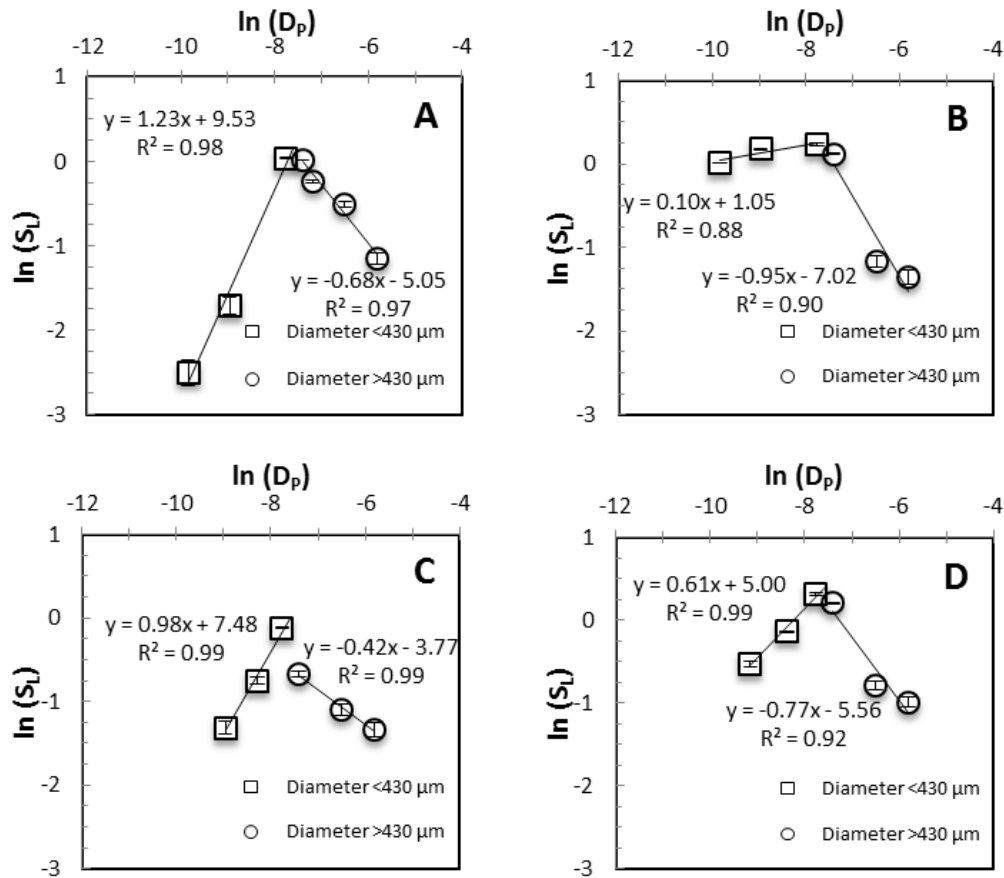 ln (Dₚ)
-12 -10 -8 -6 -4
1
0
-1
-2
-3
ln (S_L)
A
y = 1.23x + 9.53
R² = 0.98
y = -0.68x - 5.05
R² = 0.97
Diameter <430 µm
Diameter >430 µm
ln (Dₚ)
-12 -10 -8 -6 -4
1
0
-1
-2
-3
ln (S_L)
B
y = 0.10x + 1.05
R² = 0.88
y = -0.95x - 7.02
R² = 0.90
Diameter <430 µm
Diameter >430 µm
ln (Dₚ)
-12 -10 -8 -6 -4
1
0
-1
-2
-3
ln (S_L)
C
y = 0.98x + 7.48
R² = 0.99
y = -0.42x - 3.77
R² = 0.99
Diameter <430 µm
Diameter >430 µm
ln (Dₚ)
-12 -10 -8 -6 -4
1
0
-1
-2
-3
ln (S_L)
D
y = 0.61x + 5.00
R² = 0.99
y = -0.77x - 5.56
R² = 0.92
Diameter <430 µm
Diameter >430 µm